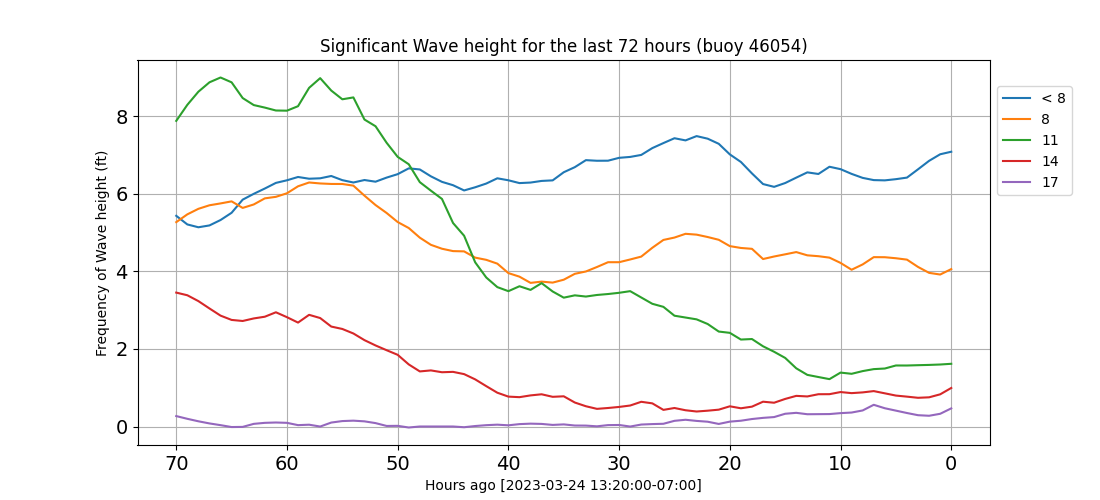 Significant Wave height for the last 72 hours (buoy 46054)
Frequency of Wave height (ft)
8
6
4
2
0
70 60 50 40 30 20 10 0
Hours ago [2023-03-24 13:20:00-07:00]
< 8
8
11
14
17